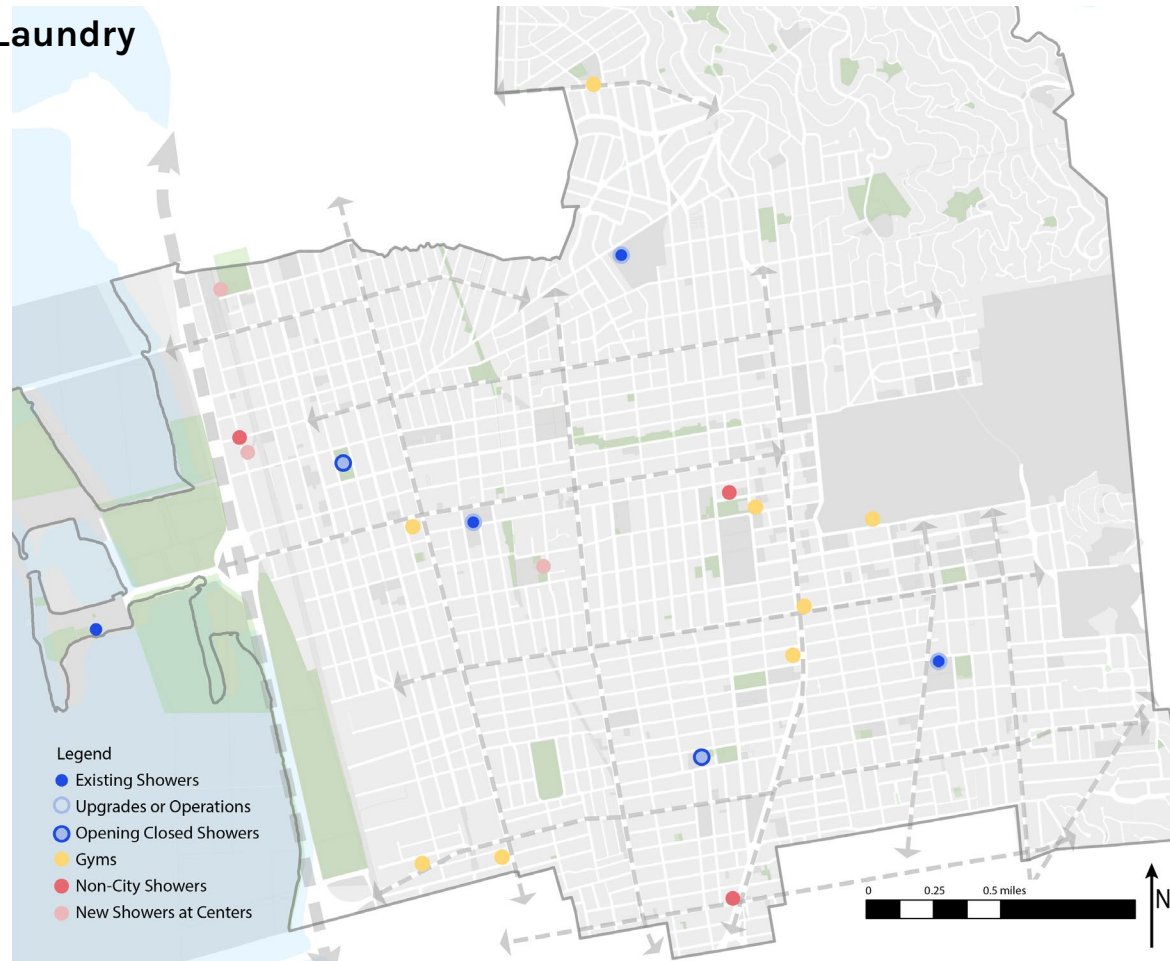 Laundry
Legend
Existing Showers
Upgrades or Operations
Opening Closed Showers
Gyms
Non-City Showers
New Showers at Centers
0 0.25 0.5 miles
N